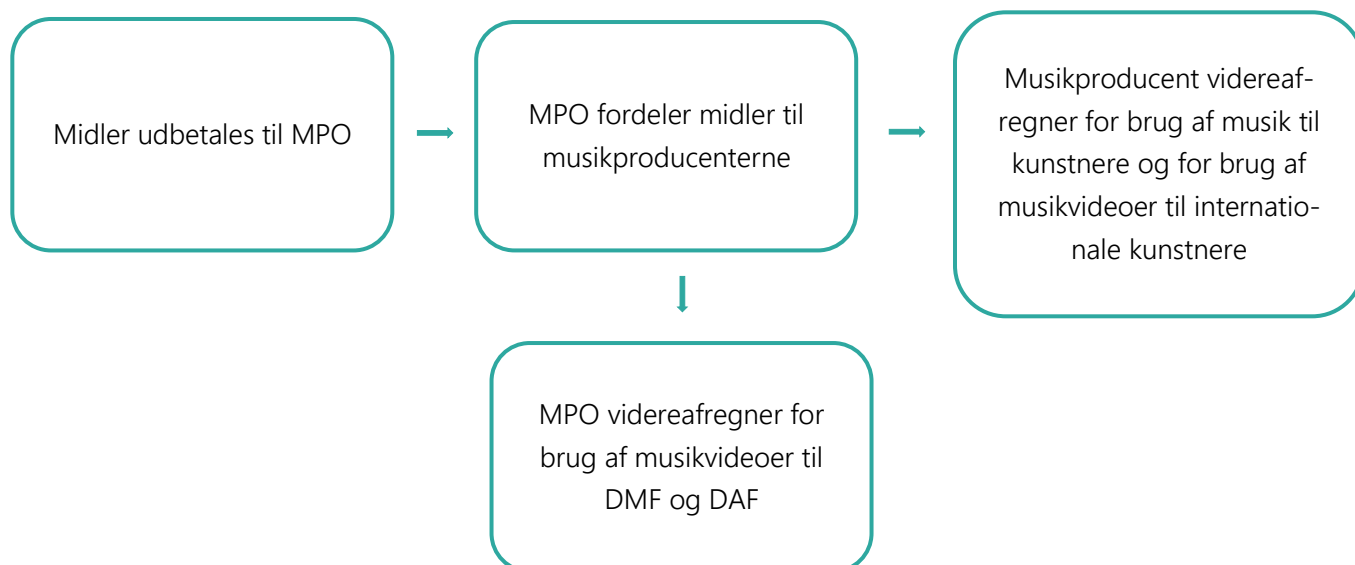 Midler udbetales til MPO
MPO fordeler midler til
musikproducenterne
Musikproducent videreaf-
regner for brug af musik til
kunstnere og for brug af
musikvideoer til internatio-
nale kunstnere
MPO videreafregner for
brug af musikvideoer til
DMF og DAF